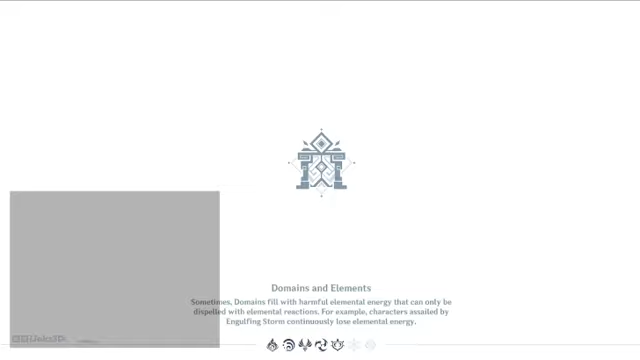 Domains and Elements
Sometimes, Domains fill with harmful elemental energy that can only be
dispelled with elemental reactions. For example, characters assailed by
Engulfing Storm continuously lose elemental energy.